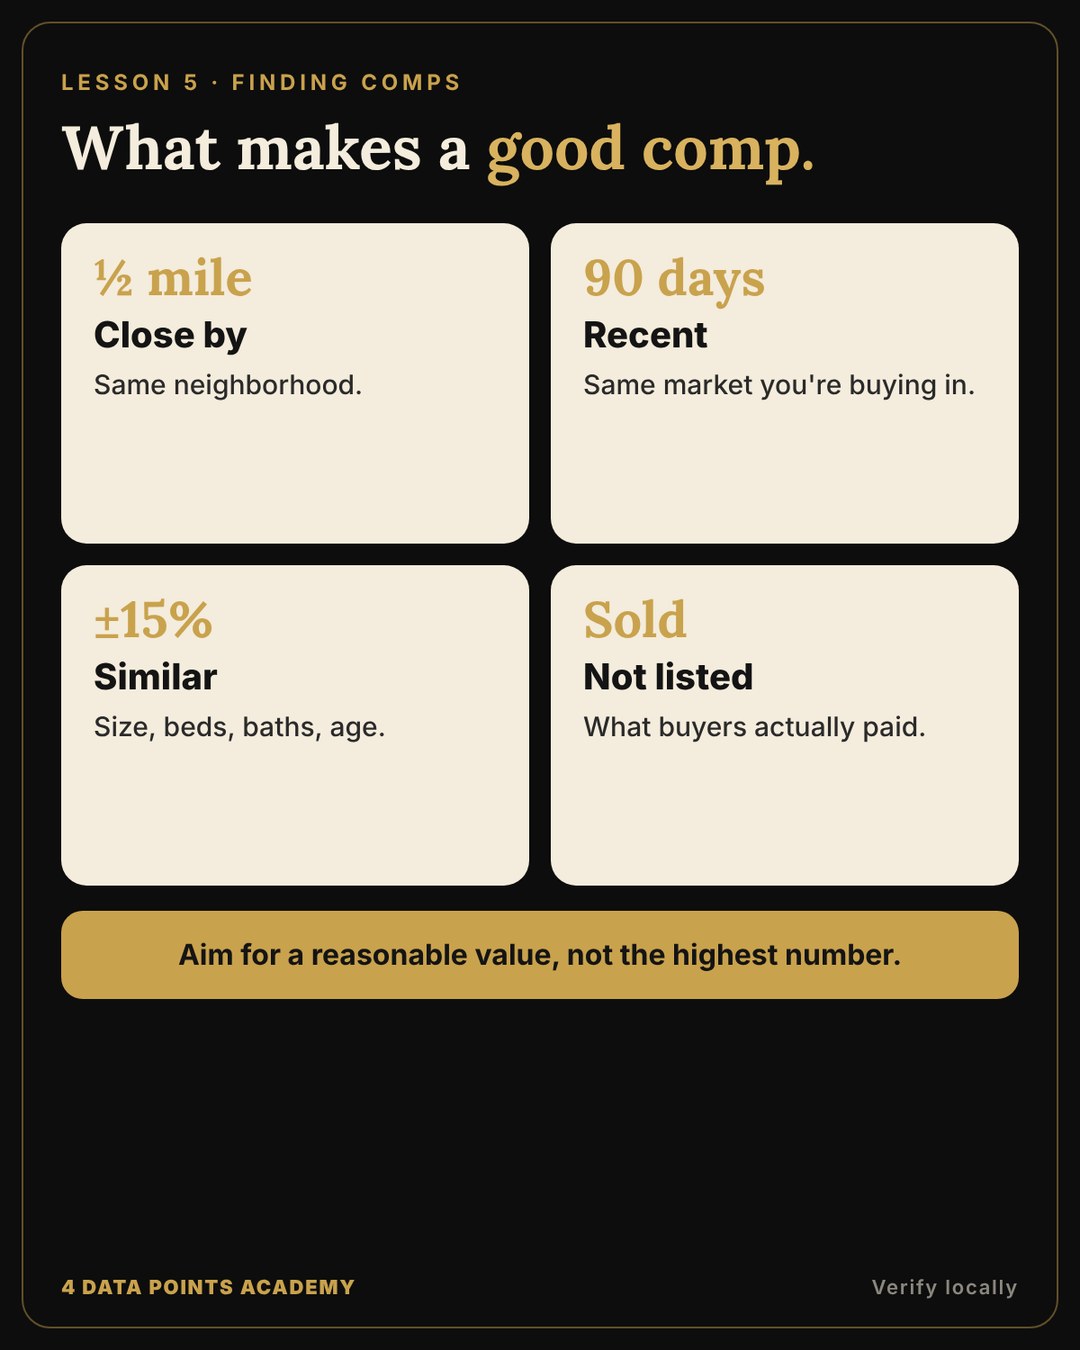 LESSON 5 · FINDING COMPS
What makes a good comp.
½ mile
Close by
Same neighborhood.
90 days
Recent
Same market you're buying in.
±15%
Similar
Size, beds, baths, age.
Sold
Not listed
What buyers actually paid.
Aim for a reasonable value, not the highest number.
4 DATA POINTS ACADEMY
Verify locally